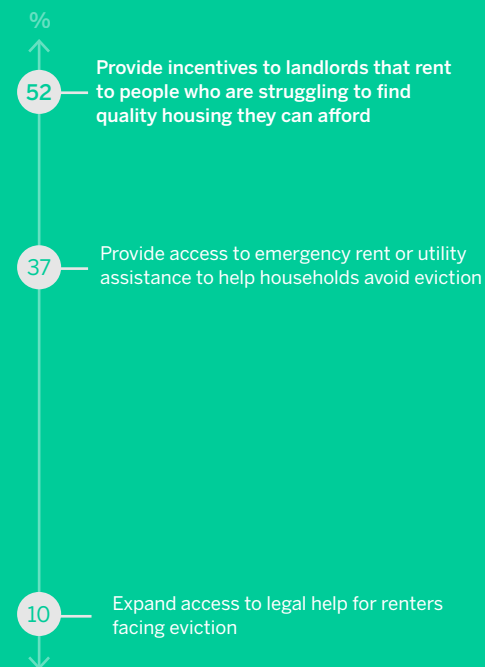 %
52
Provide incentives to landlords that rent
to people who are struggling to find
quality housing they can afford
37
Provide access to emergency rent or utility
assistance to help households avoid eviction
10
Expand access to legal help for renters
facing eviction